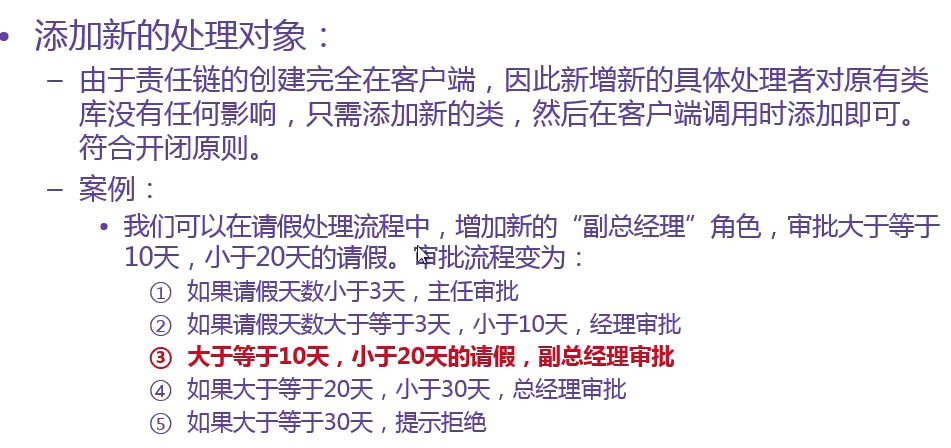 • 添加新的处理对象：
– 由于责任链的创建完全在客户端，因此新增新的具体处理者对原有类
库没有任何影响，只需添加新的类，然后在客户端调用时添加即可。
符合开闭原则。
– 案例：
• 我们可以在请假处理流程中，增加新的“副总经理”角色，审批大于等于
10天，小于20天的请假。审批流程变为：
① 如果请假天数小于3天，主任审批
② 如果请假天数大于等于3天，小于10天，经理审批
③ 大于等于10天，小于20天的请假，副总经理审批
④ 如果大于等于20天，小于30天，总经理审批
⑤ 如果大于等于30天，提示拒绝